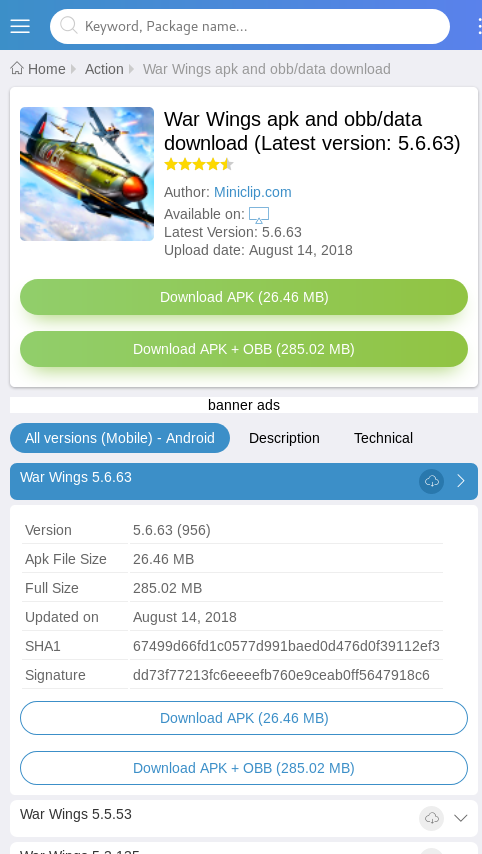 Keyword, Package name...
Home Action War Wings apk and obb/data download
War Wings apk and obb/data
download (Latest version: 5.6.63)
Author: Miniclip.com
Available on:
Latest Version: 5.6.63
Upload date: August 14, 2018
Download APK (26.46 MB)
Download APK + OBB (285.02 MB)
banner ads
All versions (Mobile) - Android Description Technical
War Wings 5.6.63
Version 5.6.63 (956)
Apk File Size 26.46 MB
Full Size 285.02 MB
Updated on August 14, 2018
SHA1 67499d66fd1c0577d991baed0d476d0f39112ef3
Signature dd73f77213fc6eeeefb760e9ceab0ff5647918c6
Download APK (26.46 MB)
Download APK + OBB (285.02 MB)
War Wings 5.5.53